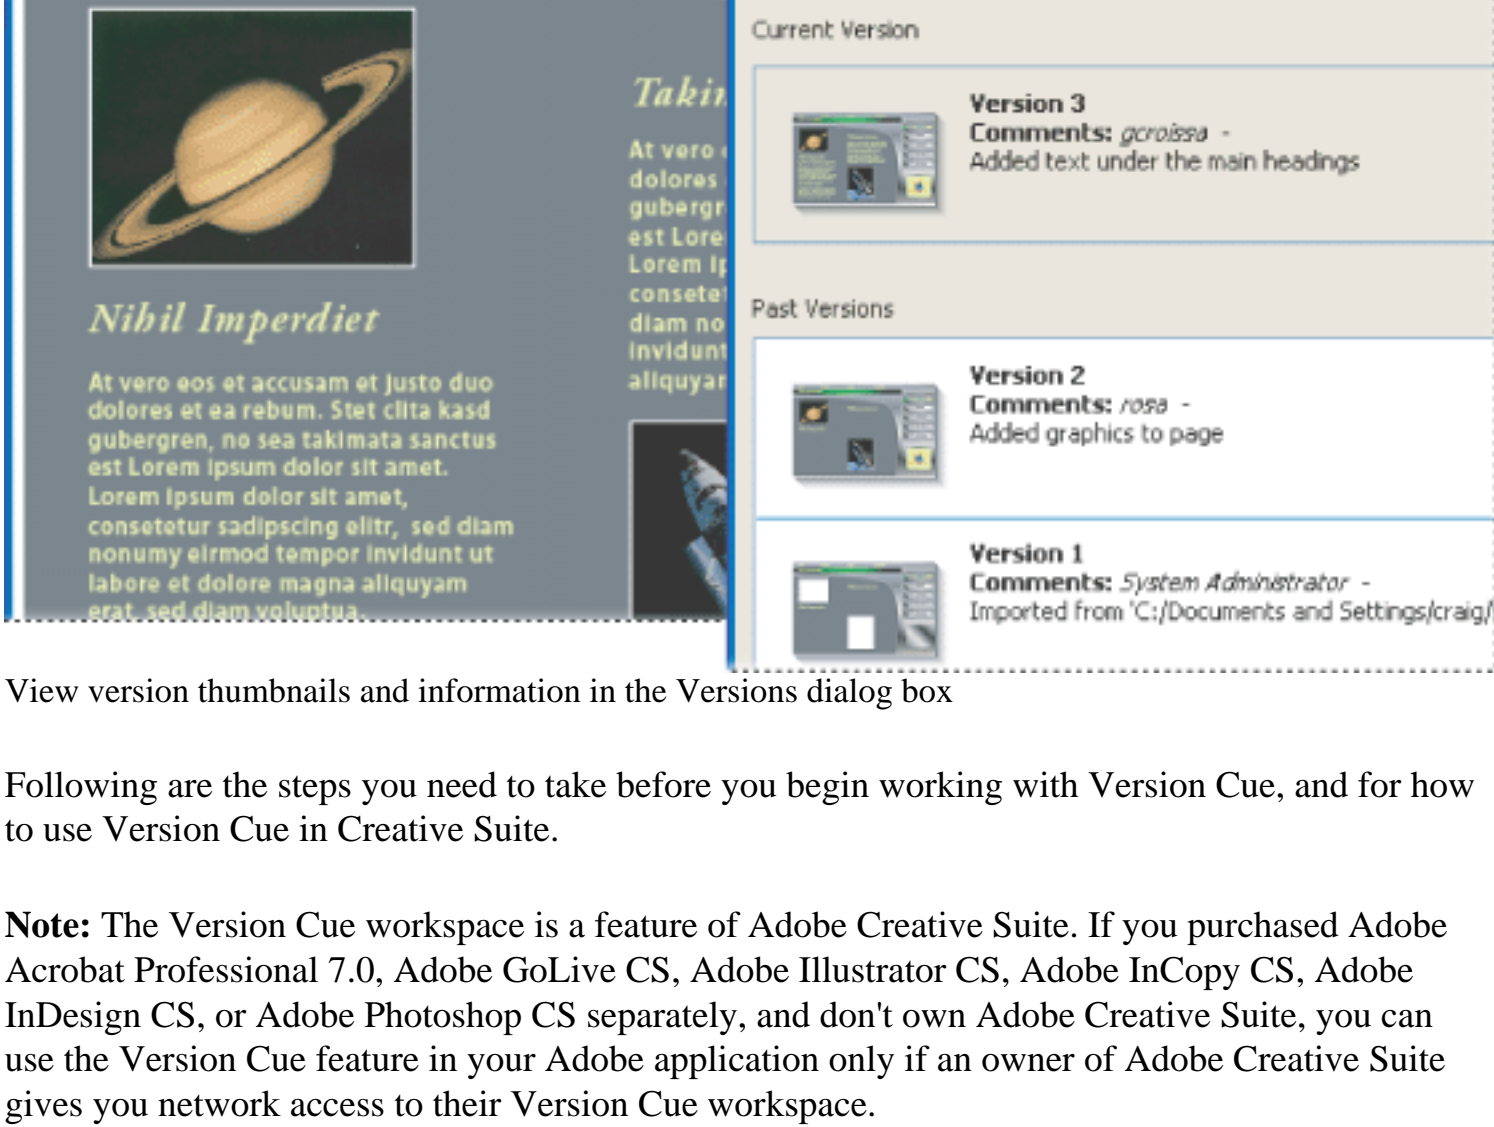 Nihil Imperdiet
At vero eos et accusam et justo duo
dolores et ea rebum. Stet clita kasd
gubergren, no sea takimata sanctus
est Lorem ipsum dolor sit amet.
Lorem ipsum dolor sit amet,
consetetur sadipscing elitr, sed diam
nonumy eirmod tempor invidunt ut
labore et dolore magna aliquyam
erat, sed diam voluptua.
At vero
dolores
est
diam no
invidunt
Current Version
Version 3
Comments: gcroissa -
Added text under the main headings
Past Versions
Version 2
Comments: rosa -
Added graphics to page
Version 1
Comments: System Administrator -
Imported from 'C:/Documents and Settings/craig/
View version thumbnails and information in the Versions dialog box
Following are the steps you need to take before you begin working with Version Cue, and for how
to use Version Cue in Creative Suite.
Note: The Version Cue workspace is a feature of Adobe Creative Suite. If you purchased Adobe
Acrobat Professional 7.0, Adobe GoLive CS, Adobe Illustrator CS, Adobe InCopy CS, Adobe
InDesign CS, or Adobe Photoshop CS separately, and don't own Adobe Creative Suite, you can
use the Version Cue feature in your Adobe application only if an owner of Adobe Creative Suite
gives you network access to their Version Cue workspace.